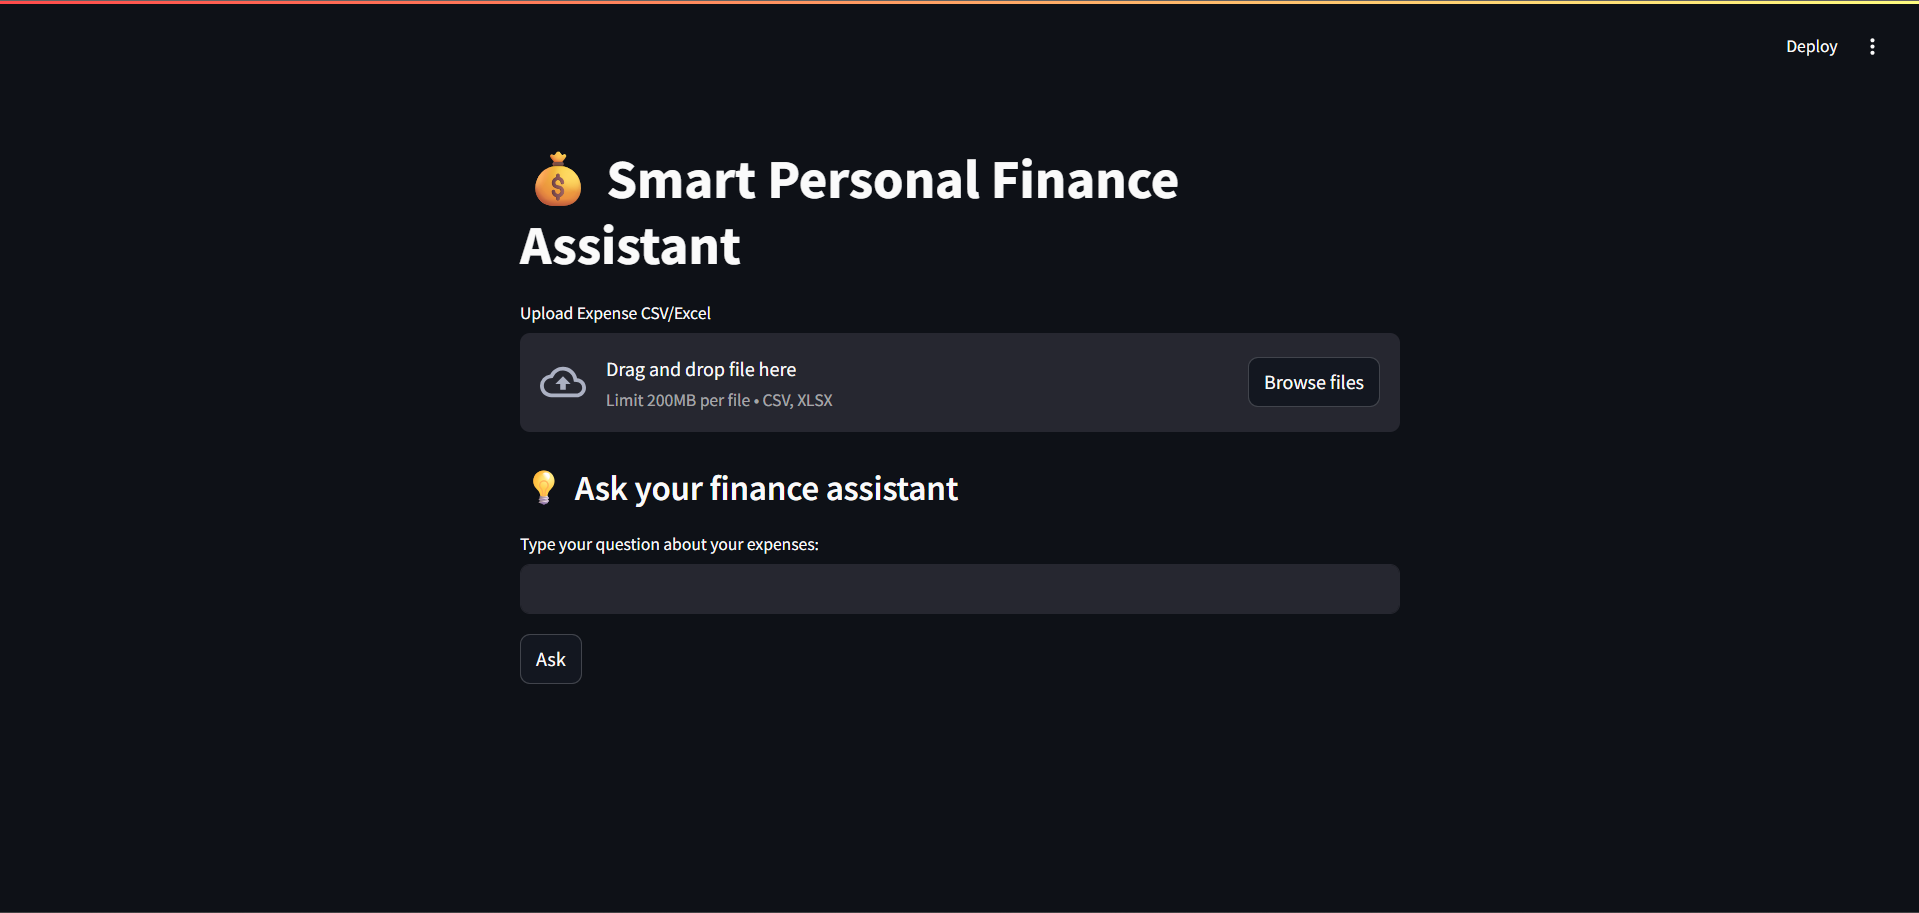 Deploy
Smart Personal Finance
Assistant
Upload Expense CSV/Excel
Drag and drop file here
Limit 200MB per file • CSV, XLSX
Browse files
Ask your finance assistant
Type your question about your expenses:
Ask